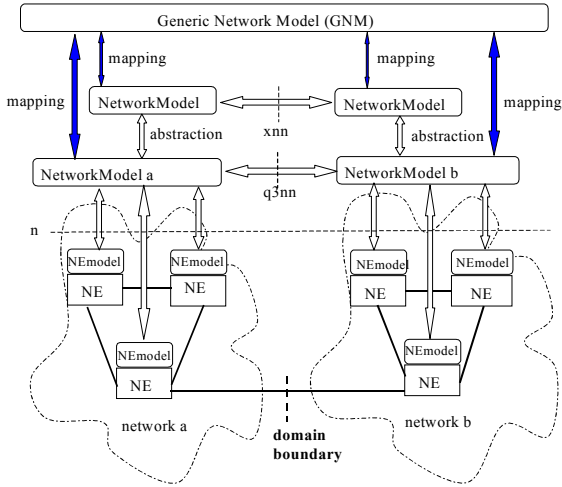 Generic Network Model (GNM)
mapping
mapping
mapping
mapping
NetworkModel
NetworkModel
xnn
abstraction
abstraction
NetworkModel a
NetworkModel b
q3nn
n
NEmodel
NEmodel
NEmodel
NEmodel
NE
NE
NE
NE
NEmodel
NEmodel
NE
NE
network a
network b
domain
boundary